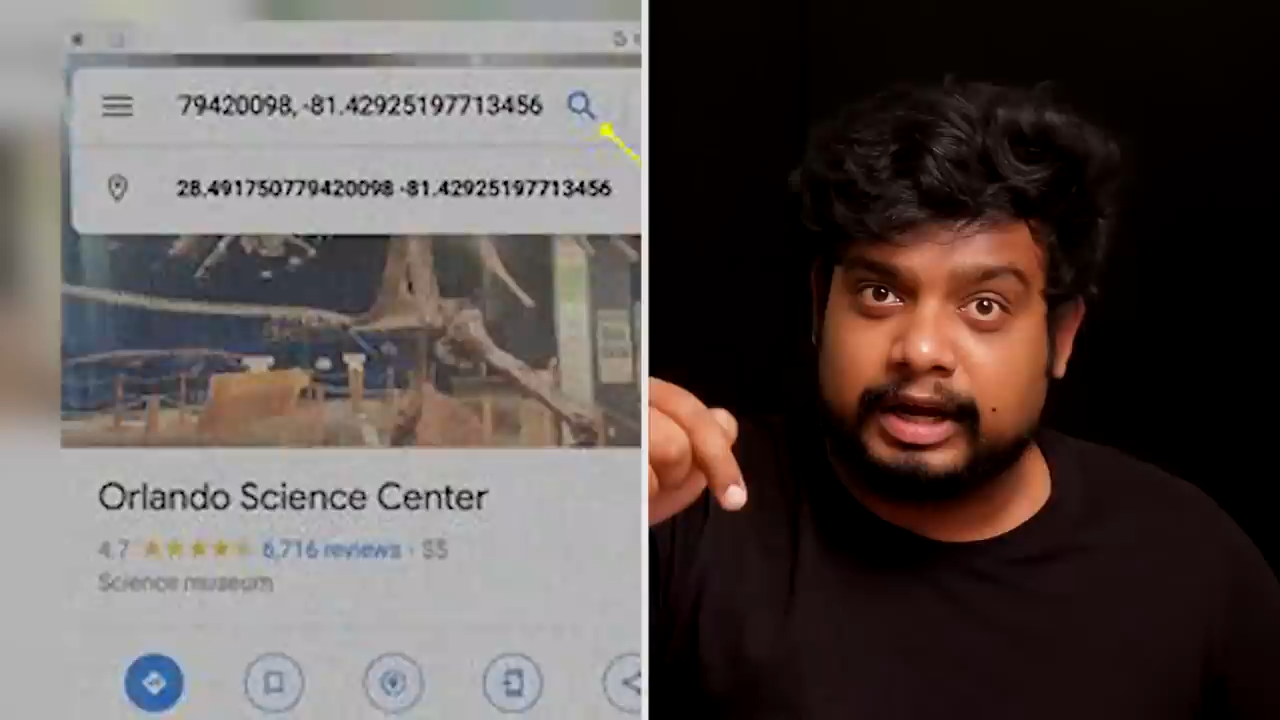 79420098, -81.42925197713456
28.491750779420098 -81.42925197713456
Orlando Science Center
4.7 6,716 reviews · $$
Science museum